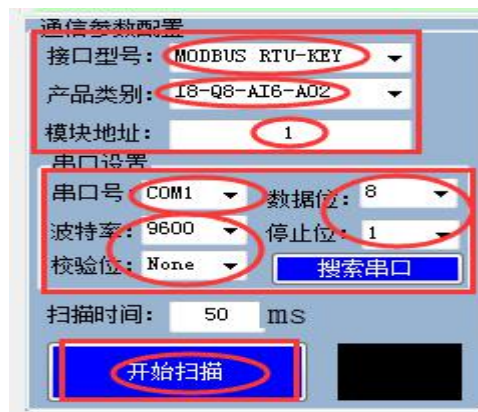 通信参数配置
接口型号: MODBUS RTU-KEY
产品类别: I8-Q8-AI6-AO2
模块地址: 1
串口设置
串口号: COM1 数据位: 8
波特率: 9600 停止位: 1
校验位: None 搜索串口
扫描时间: 50 ms
开始扫描